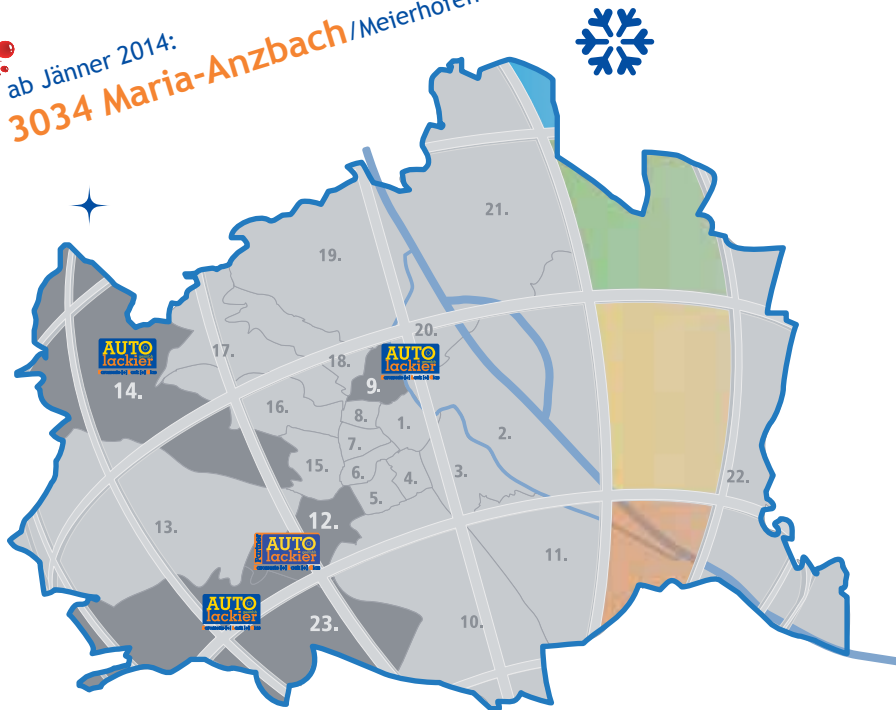 ab Jänner 2014:
3034 Maria-Anzbach/Meierhöfen
21.
19.
20.
17.
18.
AUTO
lackier
14.
AUTO
lackier
9.
16.
8.
1.
7.
2.
15.
6.
4.
3.
5.
22.
12.
13.
AUTO
lackier
11.
AUTO
lackier
23.
10.